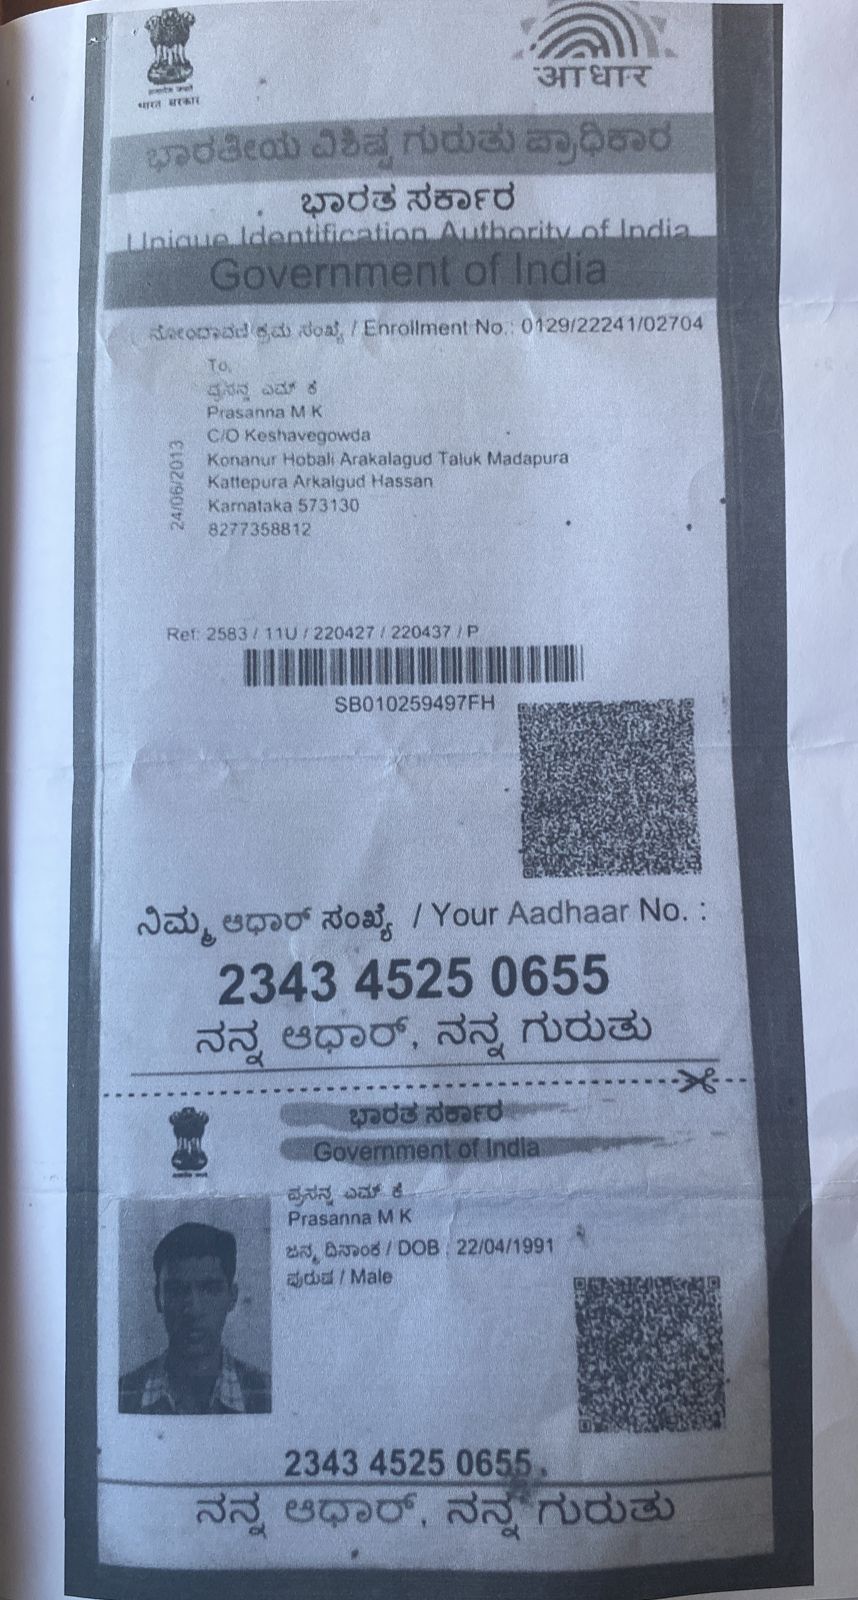 भारत सरकार
आधार
ಭಾರತೀಯ ವಿಶಿಷ್ಟ ಗುರುತು ಪ್ರಾಧಿಕಾರ
ಭಾರತ ಸರ್ಕಾರ
Unique Identification Authority of India
Government of India
ನೋಂದಾವಣೆ ಕ್ರಮ ಸಂಖ್ಯೆ / Enrollment No.: 0129/22241/02704
To,
ಪ್ರಸನ್ನ ಎಮ್ ಕೆ
Prasanna M K
C/O Keshavegowda
Konanur Hobali Arakalagud Taluk Madapura
Kattepura Arkalgud Hassan
Karnataka 573130
8277358812
24/06/2013
Ref: 2583 / 11U / 220427 / 220437 / P
SB010259497FH
ನಿಮ್ಮ ಆಧಾರ್ ಸಂಖ್ಯೆ / Your Aadhaar No. :
2343 4525 0655
ನನ್ನ ಆಧಾರ್, ನನ್ನ ಗುರುತು
ಭಾರತ ಸರ್ಕಾರ
Government of India
ಪ್ರಸನ್ನ ಎಮ್ ಕೆ
Prasanna M K
ಜನ್ಮ ದಿನಾಂಕ / DOB : 22/04/1991
ಪುರುಷ / Male
2343 4525 0655
ನನ್ನ ಆಧಾರ್, ನನ್ನ ಗುರುತು